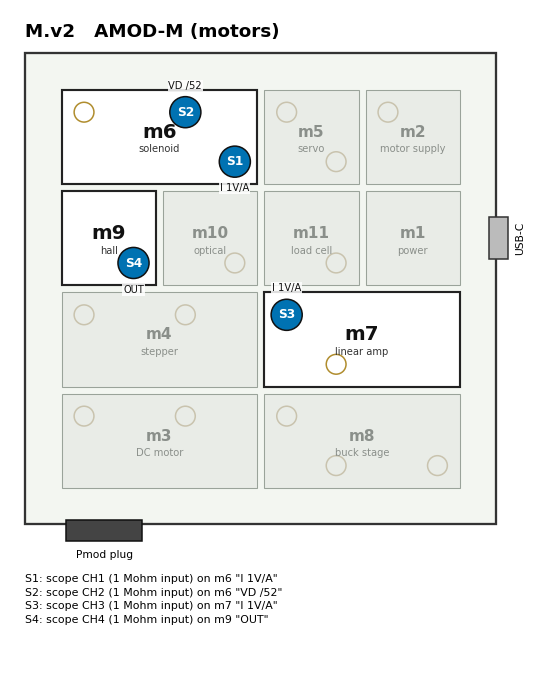 M.v2 AMOD-M (motors)
VD /52
S2
m6
solenoid
S1
I 1V/A
m5
servo
m2
motor supply
m9
hall
S4
OUT
m10
optical
m11
load cell
m1
power
USB-C
m4
stepper
I 1V/A
S3
m7
linear amp
m3
DC motor
m8
buck stage
Pmod plug
S1: scope CH1 (1 Mohm input) on m6 "I 1V/A"
S2: scope CH2 (1 Mohm input) on m6 "VD /52"
S3: scope CH3 (1 Mohm input) on m7 "I 1V/A"
S4: scope CH4 (1 Mohm input) on m9 "OUT"